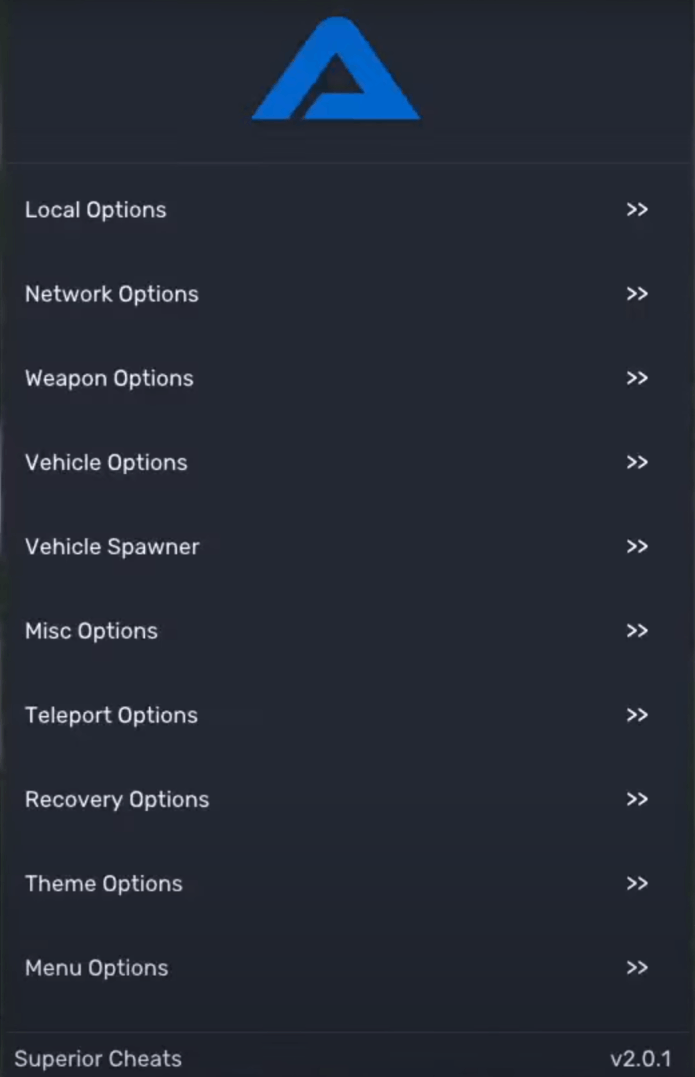 Local Options >>
Network Options >>
Weapon Options >>
Vehicle Options >>
Vehicle Spawner >>
Misc Options >>
Teleport Options >>
Recovery Options >>
Theme Options >>
Menu Options >>
Superior Cheats v2.0.1